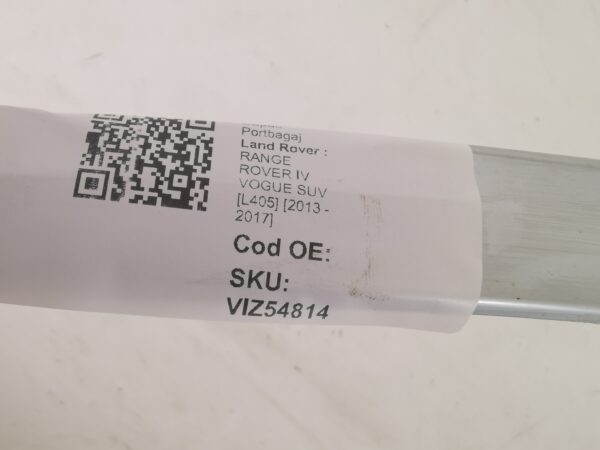 Portbagaj
Land Rover :
RANGE
ROVER IV
VOGUE SUV
[L405] [2013 -
2017]
Cod OE:
SKU:
VIZ54814